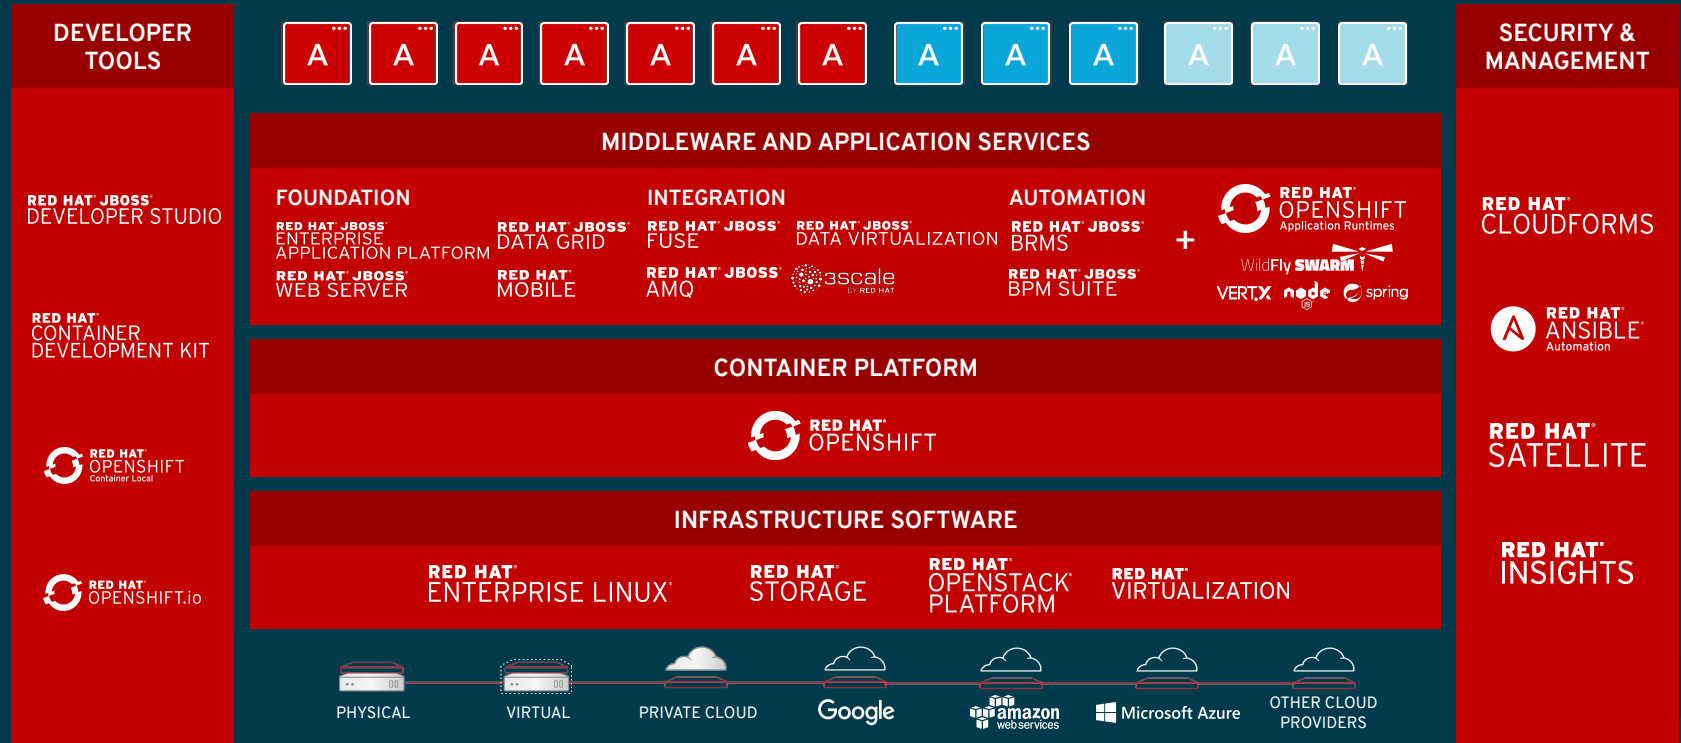 DEVELOPER
TOOLS
RED HAT® JBOSS®
DEVELOPER STUDIO
RED HAT®
CONTAINER
DEVELOPMENT KIT
RED HAT®
OPENSHIFT
Container Local
RED HAT®
OPENSHIFT.io
A A A A A A A A A A A A A
MIDDLEWARE AND APPLICATION SERVICES
FOUNDATION
RED HAT® JBOSS®
ENTERPRISE
APPLICATION PLATFORM
RED HAT® JBOSS®
DATA GRID
RED HAT® JBOSS®
WEB SERVER
RED HAT®
MOBILE
INTEGRATION
RED HAT® JBOSS®
FUSE
RED HAT® JBOSS®
DATA VIRTUALIZATION
RED HAT® JBOSS®
AMQ
3scale
BY RED HAT
AUTOMATION
RED HAT® JBOSS®
BRMS
RED HAT® JBOSS®
BPM SUITE
+
RED HAT®
OPENSHIFT
Application Runtimes
WildFly SWARM
VERT.X
node
JS
spring
CONTAINER PLATFORM
RED HAT®
OPENSHIFT
INFRASTRUCTURE SOFTWARE
RED HAT®
ENTERPRISE LINUX®
RED HAT®
STORAGE
RED HAT®
OPENSTACK®
PLATFORM
RED HAT®
VIRTUALIZATION
PHYSICAL
VIRTUAL
PRIVATE CLOUD
Google
amazon
web services
Microsoft Azure
OTHER CLOUD
PROVIDERS
SECURITY &
MANAGEMENT
RED HAT®
CLOUDFORMS
RED HAT®
ANSIBLE®
Automation
RED HAT®
SATELLITE
RED HAT®
INSIGHTS